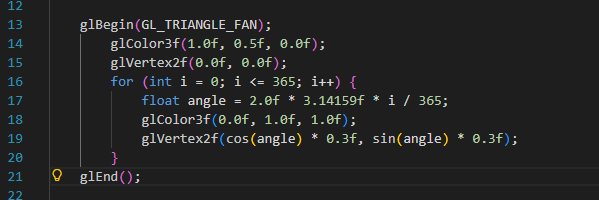 12
13 glBegin(GL_TRIANGLE_FAN);
14 glColor3f(1.0f, 0.5f, 0.0f);
15 glVertex2f(0.0f, 0.0f);
16 for (int i = 0; i <= 365; i++) {
17 float angle = 2.0f * 3.14159f * i / 365;
18 glColor3f(0.0f, 1.0f, 1.0f);
19 glVertex2f(cos(angle) * 0.3f, sin(angle) * 0.3f);
20 }
21 glEnd();
22